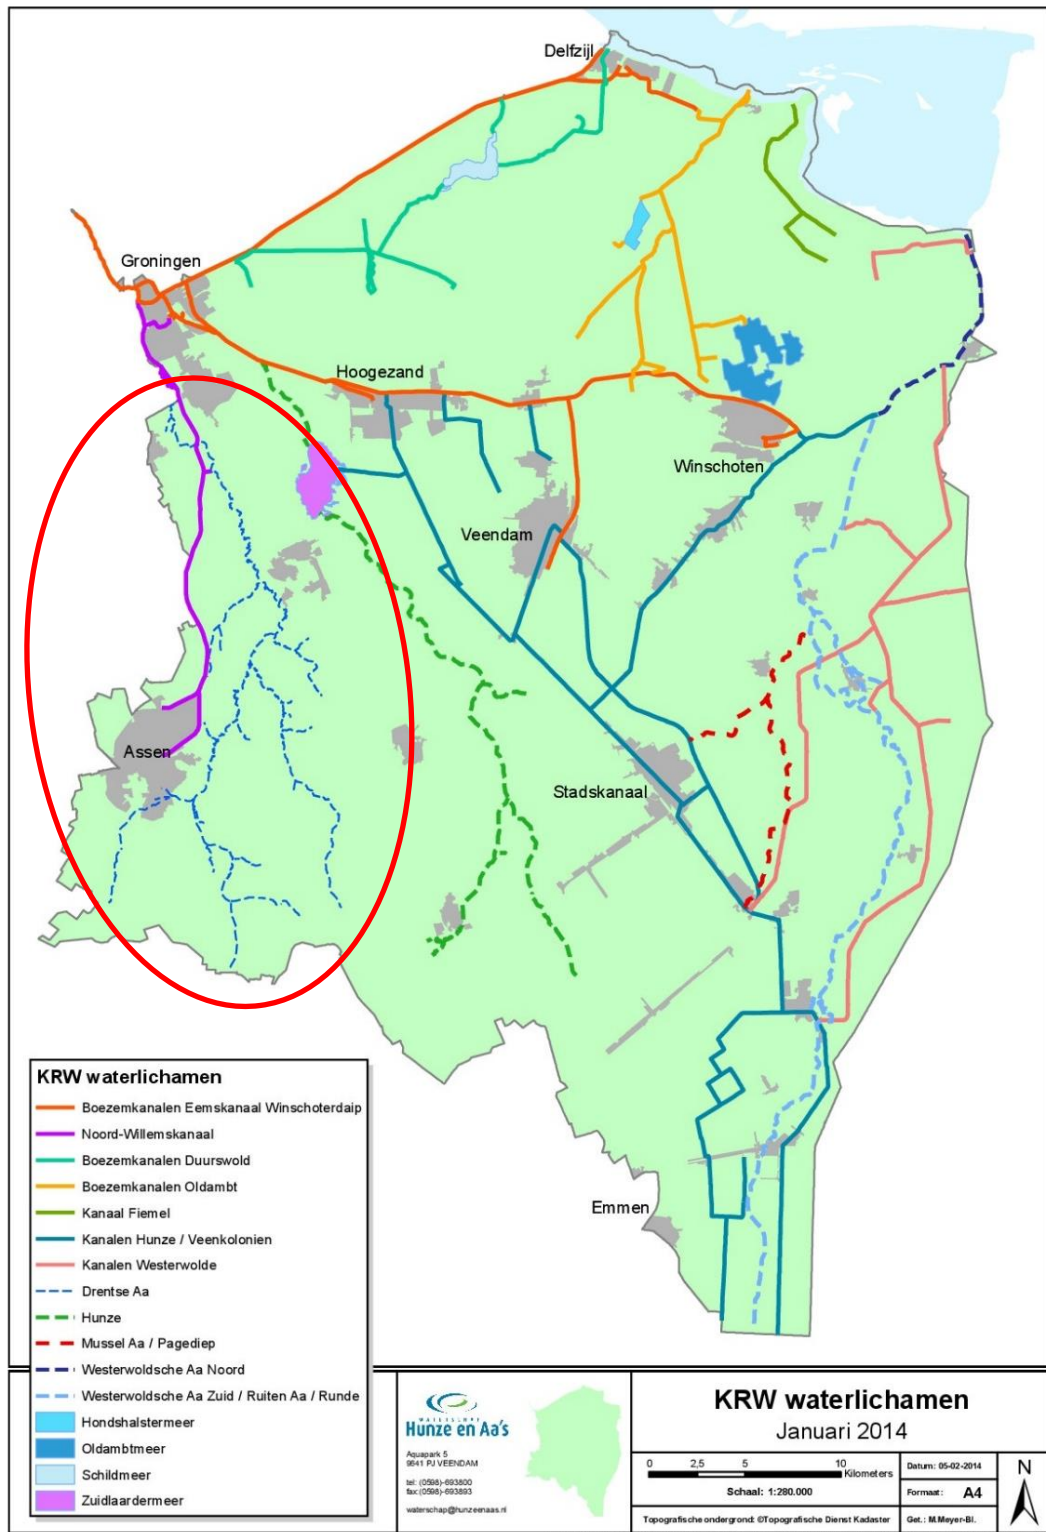 Delfzijl
Groningen
Hoogezand
Winschoten
Veendam
Assen
Stadskanaal
Emmen
KRW waterlichamen
Boezemkanalen Eemskanaal Winschoterdaip
Noord-Willemskanaal
Boezemkanalen Duurswold
Boezemkanalen Oldambt
Kanaal Fiemel
Kanalen Hunze / Veenkolonien
Kanalen Westerwolde
Drentse Aa
Hunze
Mussel Aa / Pagediep
Westerwoldsche Aa Noord
Westerwoldsche Aa Zuid / Ruiten Aa / Runde
Hondshalstermeer
Oldambtmeer
Schildmeer
Zuidlaardermeer
WATERSCHAP
Hunze en Aa's
Aquapark 5
9641 PJ VEENDAM
tel: (0598)-693800
fax:(0598)-693893
waterschap@hunzeenaas.nl
KRW waterlichamen
Januari 2014
0 2,5 5 10
Kilometers
Schaal: 1:280.000
Topografische ondergrond: ©Topografische Dienst Kadaster
Datum: 05-02-2014
Formaat: A4
Get.: M.Meyer-Bl.
N